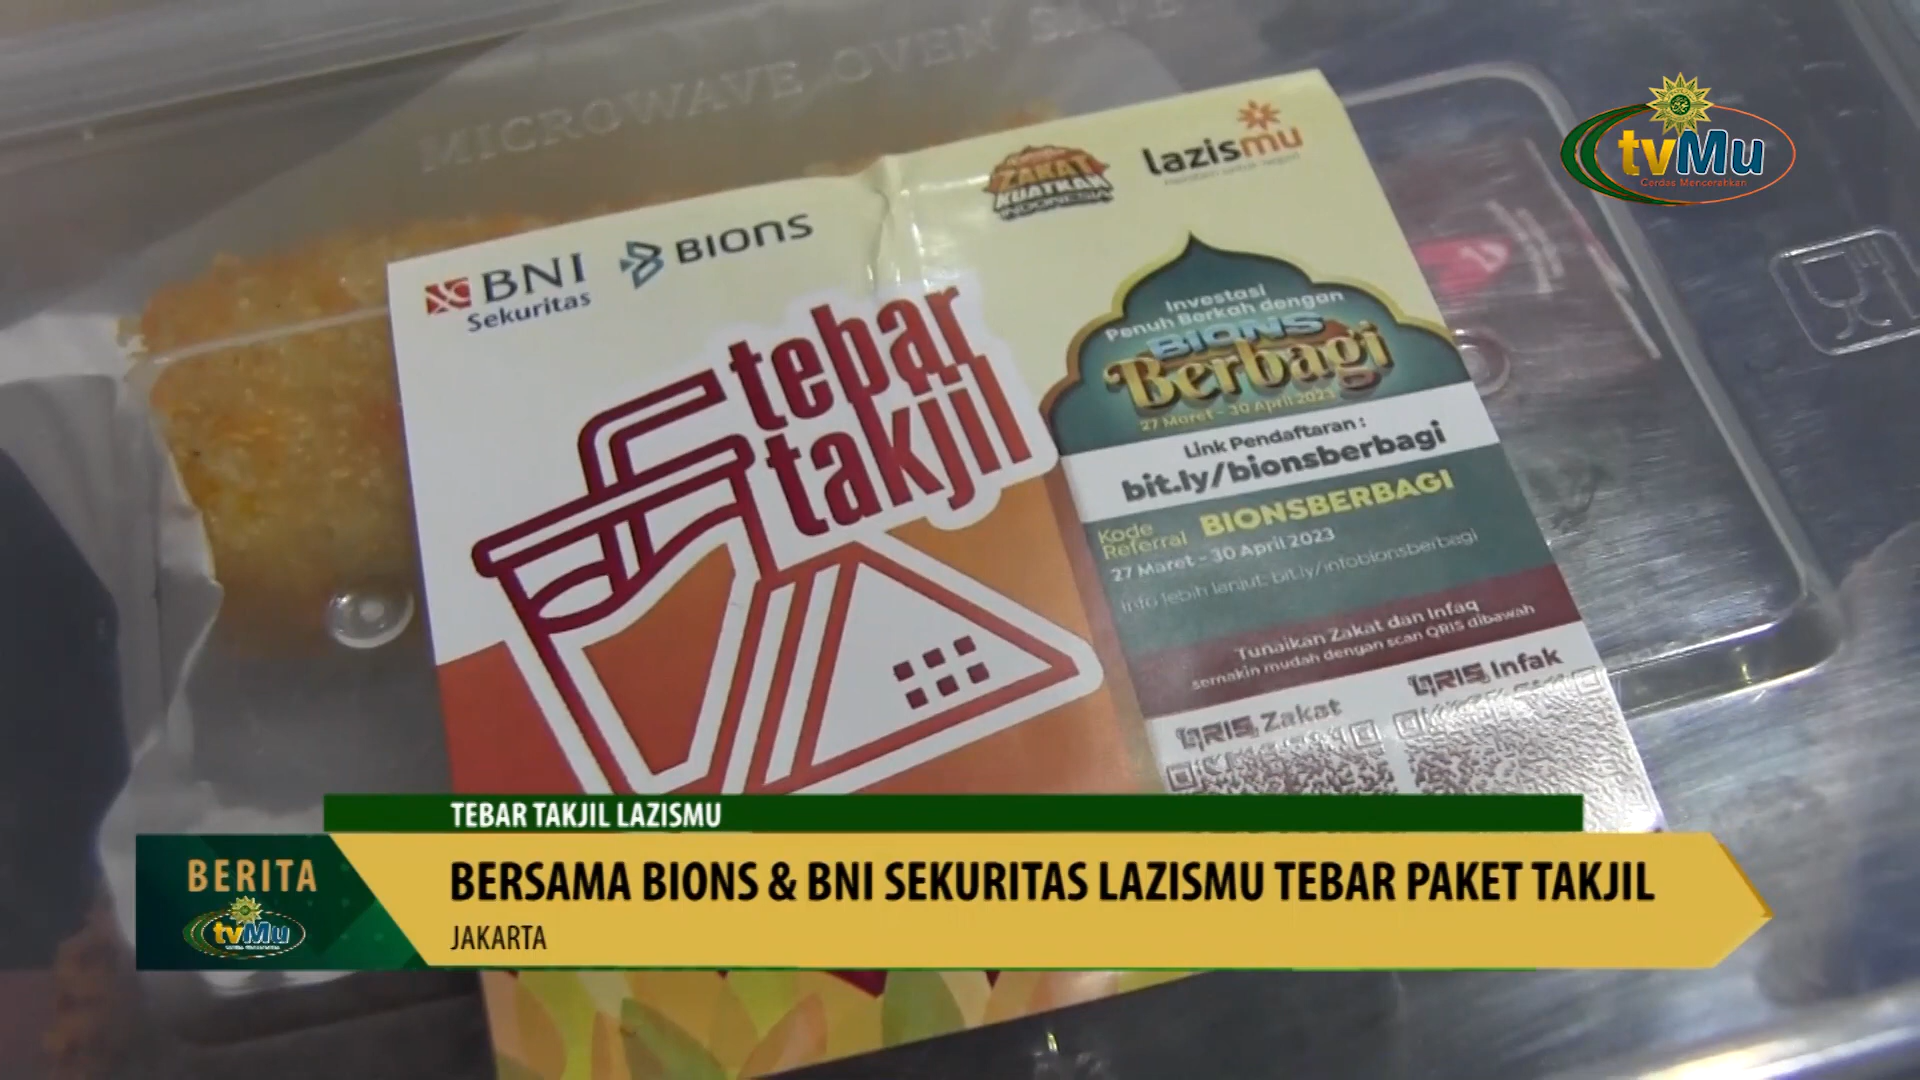 MICROWAVE OVEN SAFE
tvMu
Cerdas Mencerahkan
BNI
Sekuritas
BIONS
ZAKAT
KUATKAN
INDONESIA
lazismu
tebar
takjil
Investasi
Penuh Berkah dengan
BIONS
Berbagi
27 Maret - 30 April 2023
Link Pendaftaran :
bit.ly/bionsberbagi
Kode
Referral BIONSBERBAGI
27 Maret - 30 April 2023
Info lebih lanjut: bit.ly/infobionsberbagi
Tunaikan Zakat dan Infaq
semakin mudah dengan scan QRIS dibawah
QRIS Zakat
QRIS Infak
TEBAR TAKJIL LAZISMU
BERITA
tvMu
BERSAMA BIONS & BNI SEKURITAS LAZISMU TEBAR PAKET TAKJIL
JAKARTA